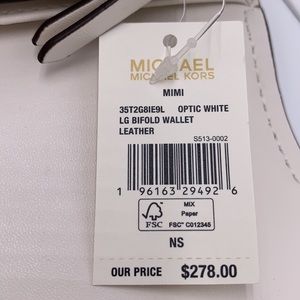 MICHAEL
MICHAEL KORS
MIMI
35T2G8IE9L OPTIC WHITE
LG BIFOLD WALLET
LEATHER
S513-0002
1 96163 29492 6
FSC
MIX
Paper
FSC® C012345
NS
OUR PRICE $278.00